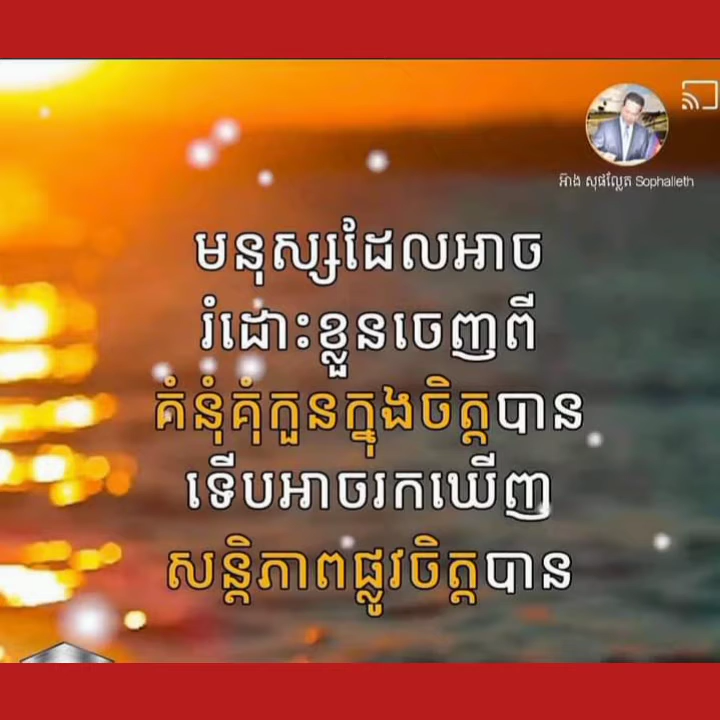 អ៊ាង សុផល្លែត Sophalleth
មនុស្សដែលអាច
រំដោះខ្លួនចេញពី
គំនុំគុំកួនក្នុងចិត្តបាន
ទើបអាចរកឃើញ
សន្តិភាពផ្លូវចិត្តបាន